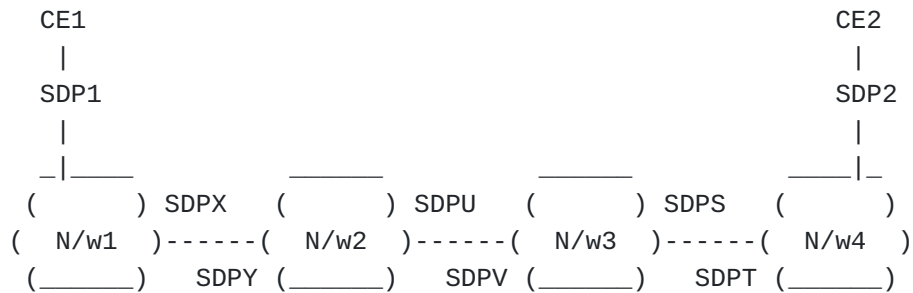 CE1 CE2
|                                                  |
SDP1 SDP2
|                                                  |
_|____        ______          ______          ____|_
(      ) SDPX   (      ) SDPU   (      ) SDPS   (      )
(  N/w1  )------(  N/w2  )------(  N/w3  )------(  N/w4  )
(______)   SDPY (______)   SDPV (______)   SDPT (______)